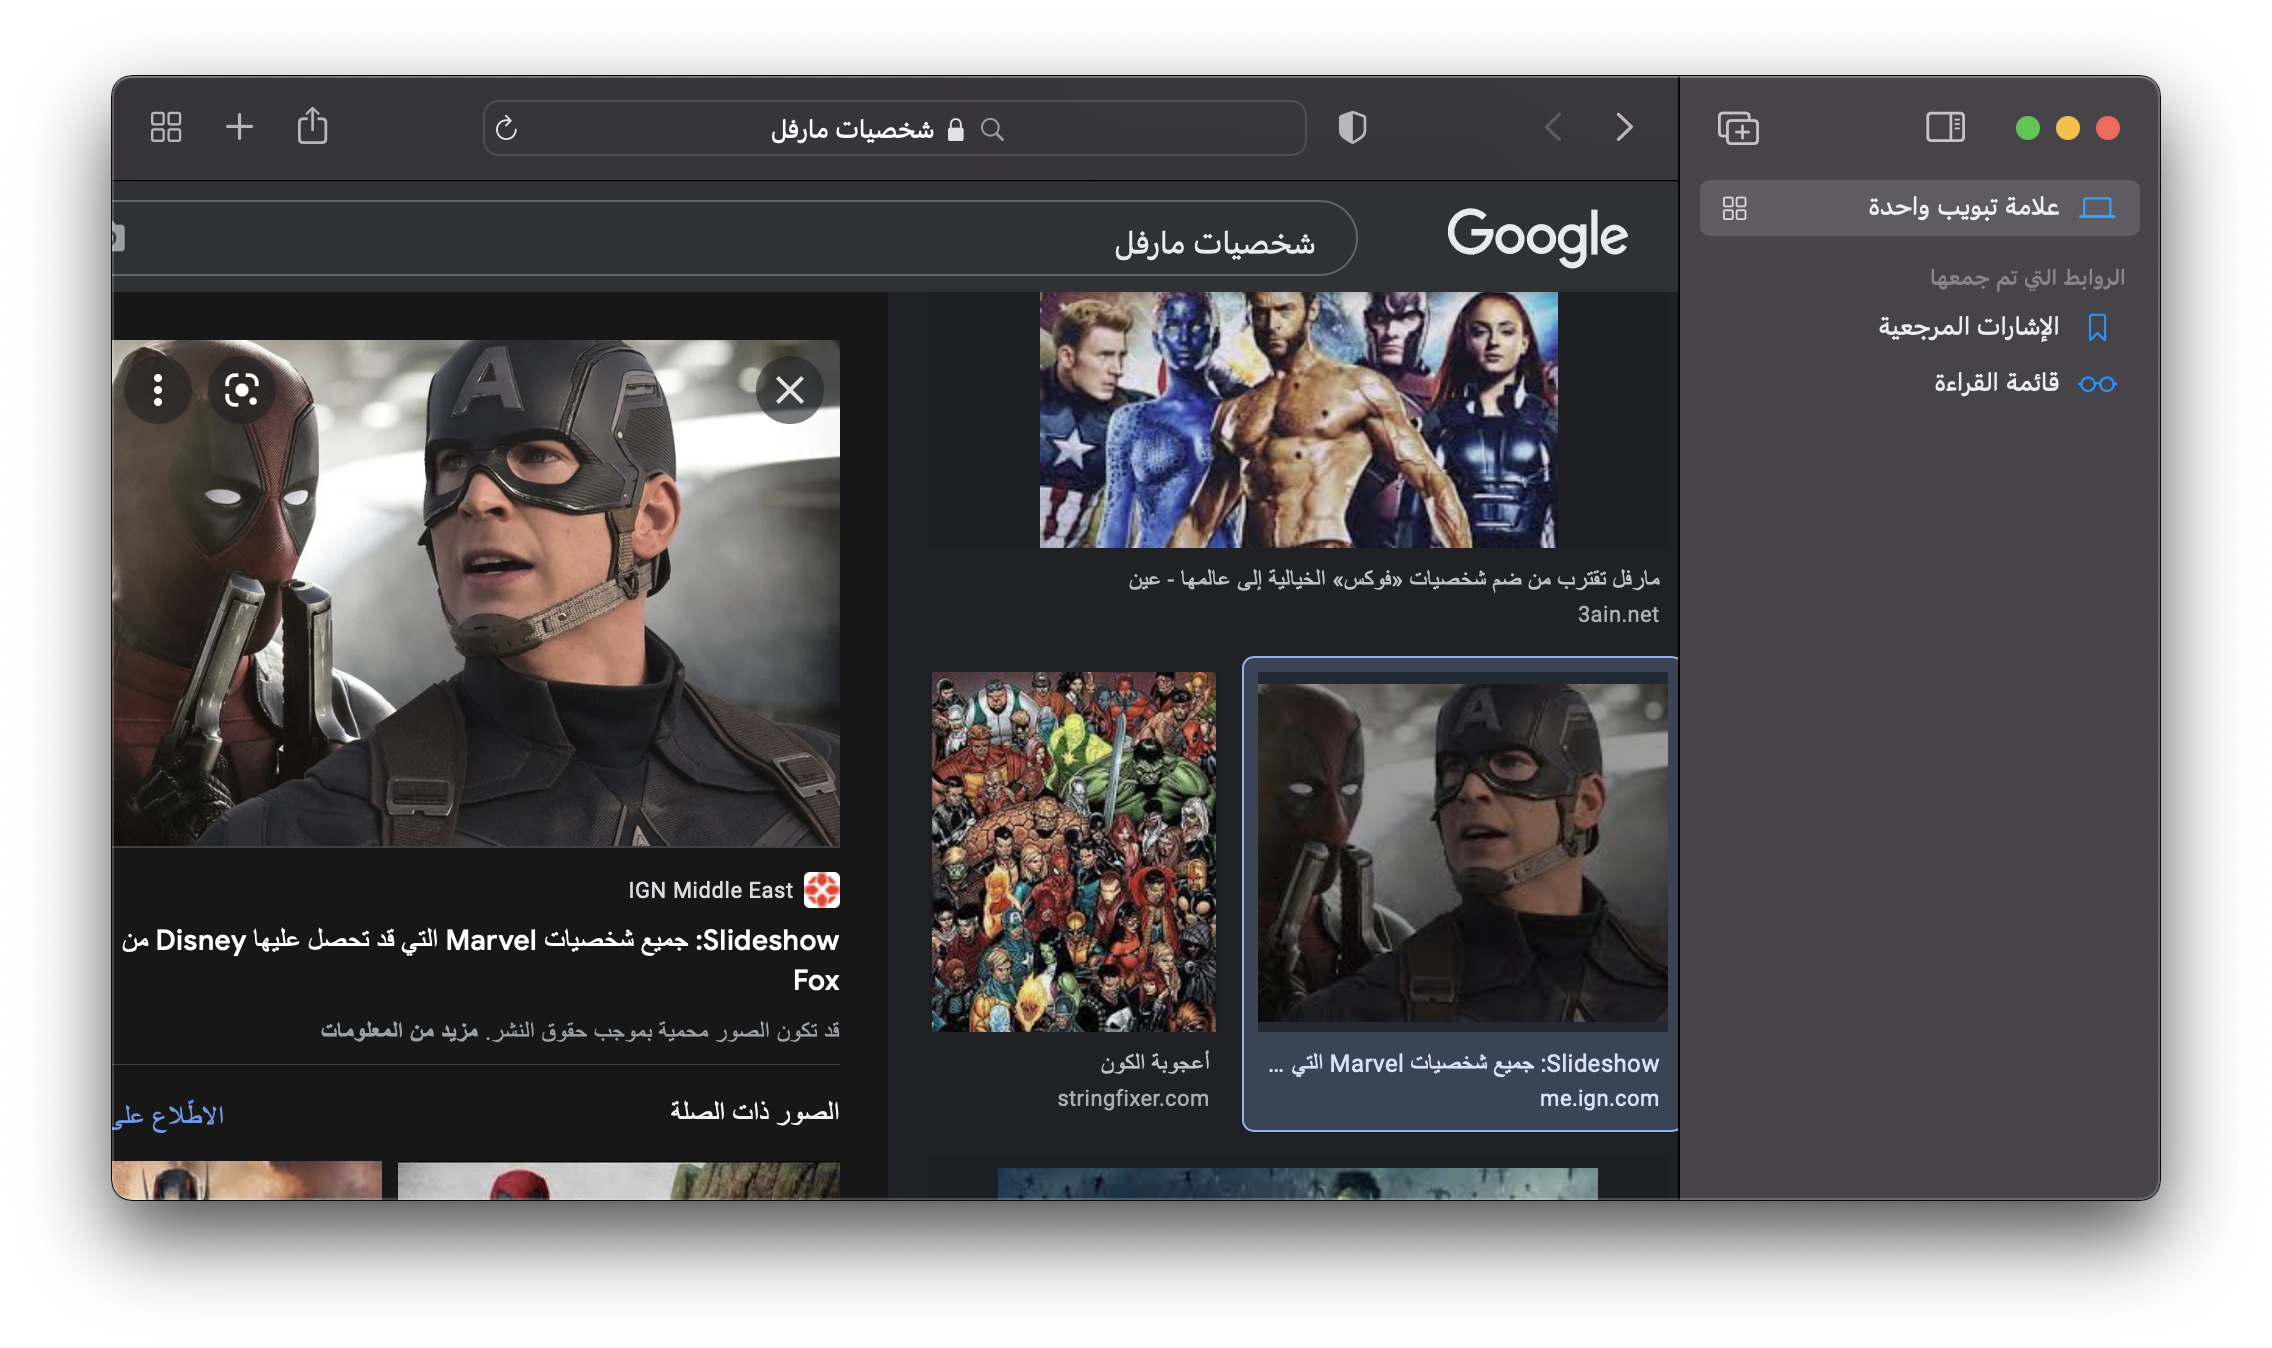 علامة تبويب واحدة
الروابط التي تم جمعها
الإشارات المرجعية
قائمة القراءة
شخصيات مارفل
Google
شخصيات مارفل
مارفل تقترب من ضم شخصيات «فوكس» الخيالية إلى عالمها - عين
3ain.net
Slideshow: جميع شخصيات Marvel التي ...
me.ign.com
أعجوبة الكون
stringfixer.com
IGN Middle East
Slideshow: جميع شخصيات Marvel التي قد تحصل عليها Disney من
Fox
قد تكون الصور محمية بموجب حقوق النشر. مزيد من المعلومات
الصور ذات الصلة
الاطّلاع على